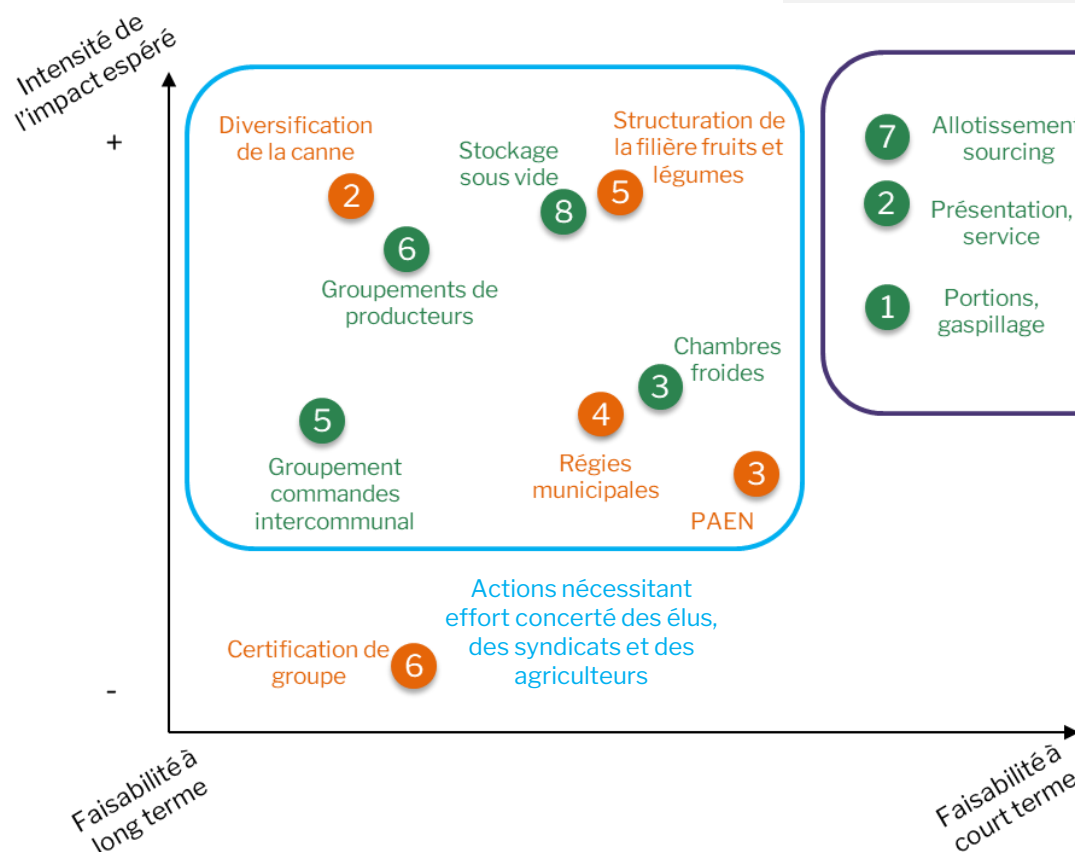 Intensité de
l'impact espéré
+
Diversification
de la canne
2
6
Groupements de
producteurs
Stockage
sous vide
8
Structuration de
la filière fruits et
légumes
5
7
Allotissement
sourcing
2
Présentation,
service
1
Portions,
gaspillage
Chambres
froides
3
5
Groupement
commandes
intercommunal
4
Régies
municipales
3
PAEN
Actions nécessitant
effort concerté des élus,
des syndicats et des
agriculteurs
Certification de
groupe
6
-
Faisabilité à
long terme
Faisabilité à
court terme